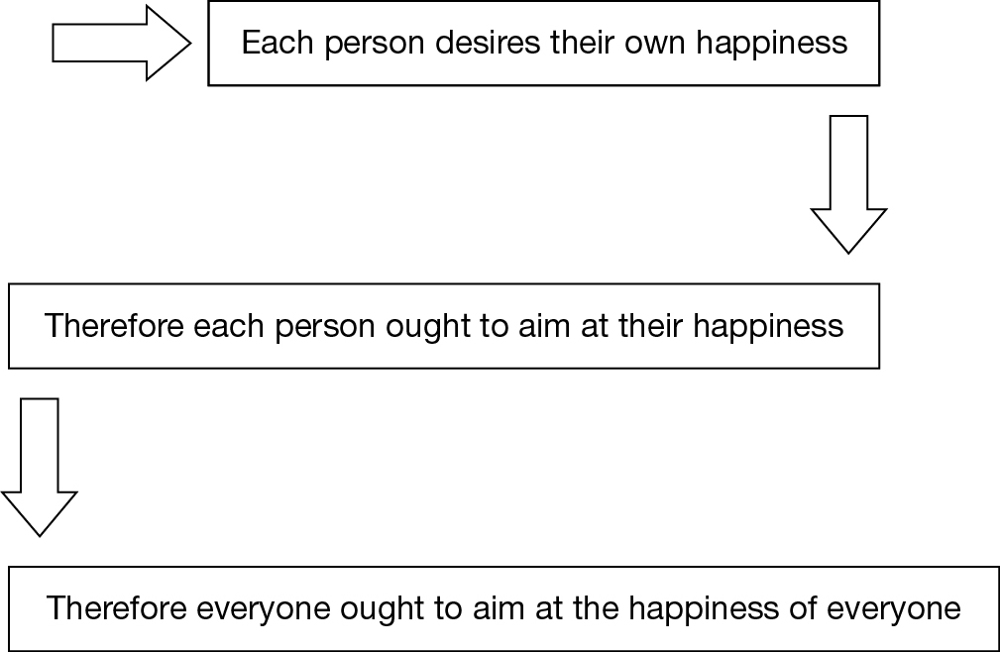 Each person desires their own happiness
Therefore each person ought to aim at their happiness
Therefore everyone ought to aim at the happiness of everyone